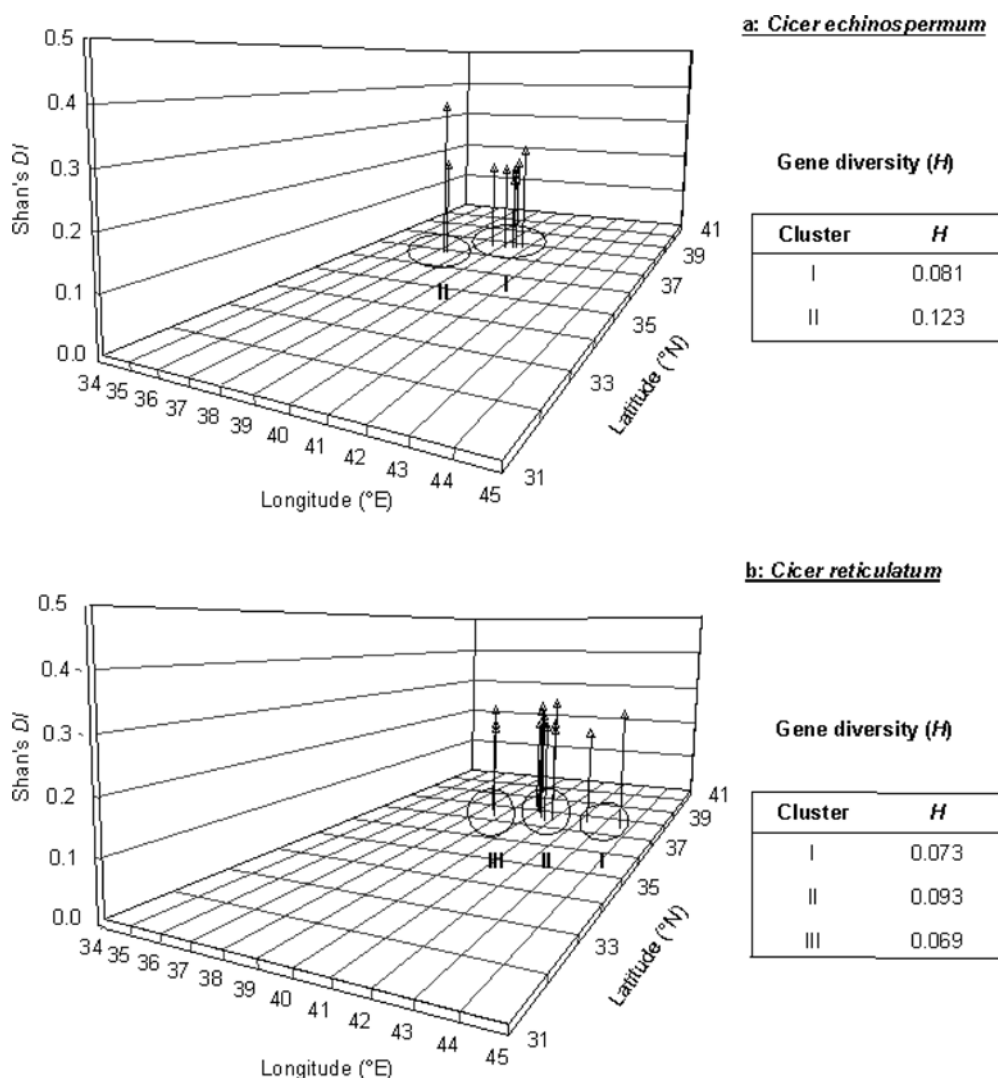 a: Cicer echinospermum
0.5
0.4
0.3
0.2
0.1
0.0
Shan's DI
34 35 36 37 38 39 40 41 42 43 44 45
Longitude (°E)
31 33 35 37 39 41
Latitude (°N)
II I
Gene diversity (H)
Cluster H
I 0.081
II 0.123
b: Cicer reticulatum
0.5
0.4
0.3
0.2
0.1
0.0
Shan's DI
34 35 36 37 38 39 40 41 42 43 44 45
Longitude (°E)
31 33 35 37 39 41
Latitude (°N)
III II I
Gene diversity (H)
Cluster H
I 0.073
II 0.093
III 0.069